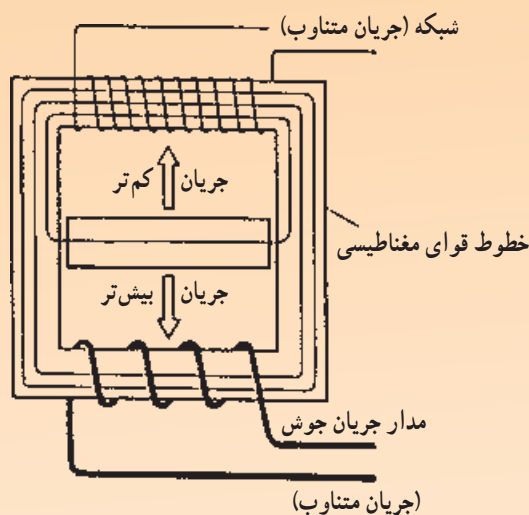 شبکه (جریان متناوب)
جریان کم‌تر
خطوط قوای مغناطیسی
جریان بیش‌تر
مدار جریان جوش
(جریان متناوب)